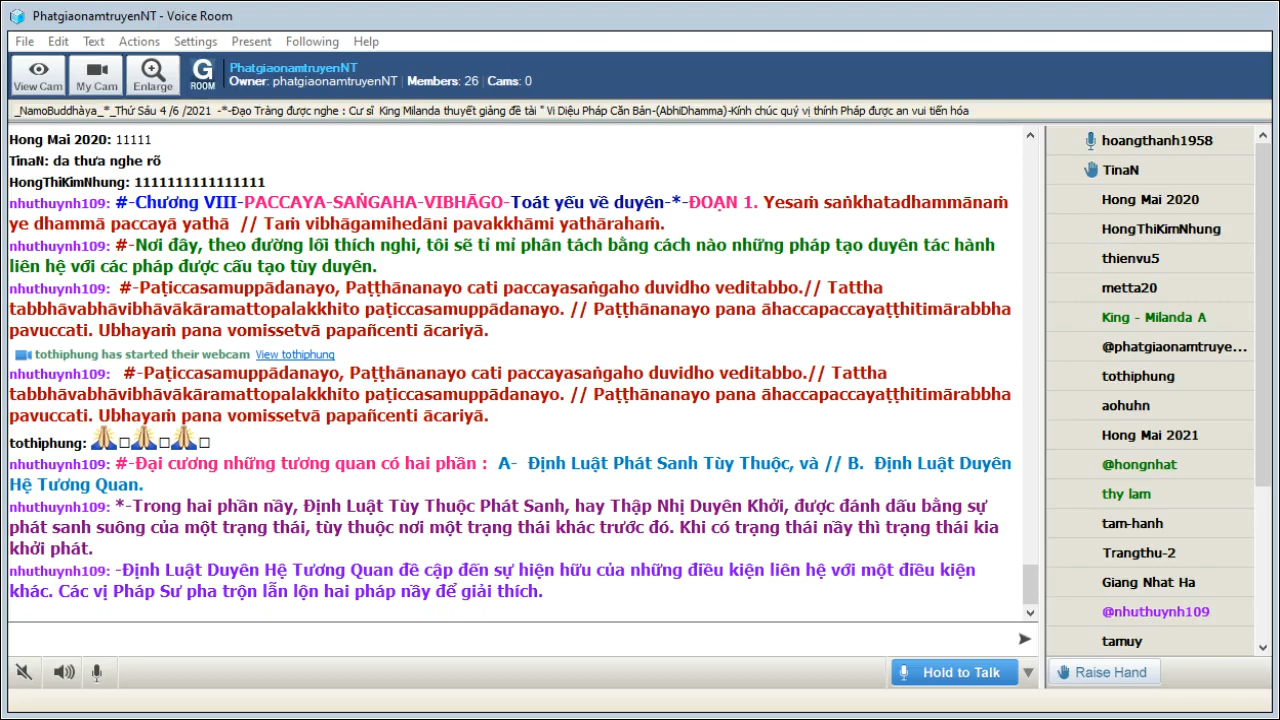 PhatgiaonamtruyenNT - Voice Room
File Edit Text Actions Settings Present Following Help
View Cam My Cam Enlarge G ROOM
PhatgiaonamtruyenNT
Owner: phatgiaonamtruyenNT | Members: 26 | Cams: 0
_NamoBuddhàya_*_Thứ Sáu 4 /6 /2021 -*-Đạo Tràng được nghe : Cư sĩ King Milanda thuyết giảng đề tài " Vi Diệu Pháp Căn Bản-(AbhiDhamma)-Kính chúc quý vị thính Pháp được an vui tiến hóa
Hong Mai 2020: 11111
TinaN: da thưa nghe rõ
HongThiKimNhung: 1111111111111111
nhuthuynh109: #-Chương VIII-PACCAYA-SAṄGAHA-VIBHĀGO-Toát yếu về duyên-*-ĐOẠN 1. Yesaṁ saṅkhatadhammānaṁ
ye dhammā paccayā yathā // Taṁ vibhāgamihedāni pavakkhāmi yathārahaṁ.
nhuthuynh109: #-Nơi đây, theo đường lối thích nghi, tôi sẽ tỉ mỉ phân tách bằng cách nào những pháp tạo duyên tác hành
liên hệ với các pháp được cấu tạo tùy duyên.
nhuthuynh109: #-Paṭiccasamuppādanayo, Paṭṭhānanayo cati paccayasaṅgaho duvidho veditabbo.// Tattha
tabbhāvabhāvibhāvākāramattopalakkhito paṭiccasamuppādanayo. // Paṭṭhānanayo pana āhaccapaccayaṭṭhitimārabbha
pavuccati. Ubhayaṁ pana vomissetvā papañcenti ācariyā.
tothiphung has started their webcam View tothiphung
nhuthuynh109: #-Paṭiccasamuppādanayo, Paṭṭhānanayo cati paccayasaṅgaho duvidho veditabbo.// Tattha
tabbhāvabhāvibhāvākāramattopalakkhito paṭiccasamuppādanayo. // Paṭṭhānanayo pana āhaccapaccayaṭṭhitimārabbha
pavuccati. Ubhayaṁ pana vomissetvā papañcenti ācariyā.
tothiphung: 🙏□🙏□🙏□
nhuthuynh109: #-Đại cương những tương quan có hai phần : A- Định Luật Phát Sanh Tùy Thuộc, và // B. Định Luật Duyên
Hệ Tương Quan.
nhuthuynh109: *-Trong hai phần nầy, Định Luật Tùy Thuộc Phát Sanh, hay Thập Nhị Duyên Khởi, được đánh dấu bằng sự
phát sanh suông của một trạng thái, tùy thuộc nơi một trạng thái khác trước đó. Khi có trạng thái nầy thì trạng thái kia
khởi phát.
nhuthuynh109: -Định Luật Duyên Hệ Tương Quan đề cập đến sự hiện hữu của những điều kiện liên hệ với một điều kiện
khác. Các vị Pháp Sư pha trộn lẫn lộn hai pháp nầy để giải thích.
hoangthanh1958
TinaN
Hong Mai 2020
HongThiKimNhung
thienvu5
metta20
King - Milanda A
@phatgiaonamtruye...
tothiphung
aohuhn
Hong Mai 2021
@hongnhat
thy lam
tam-hanh
Trangthu-2
Giang Nhat Ha
@nhuthuynh109
tamuy
Hold to Talk
Raise Hand